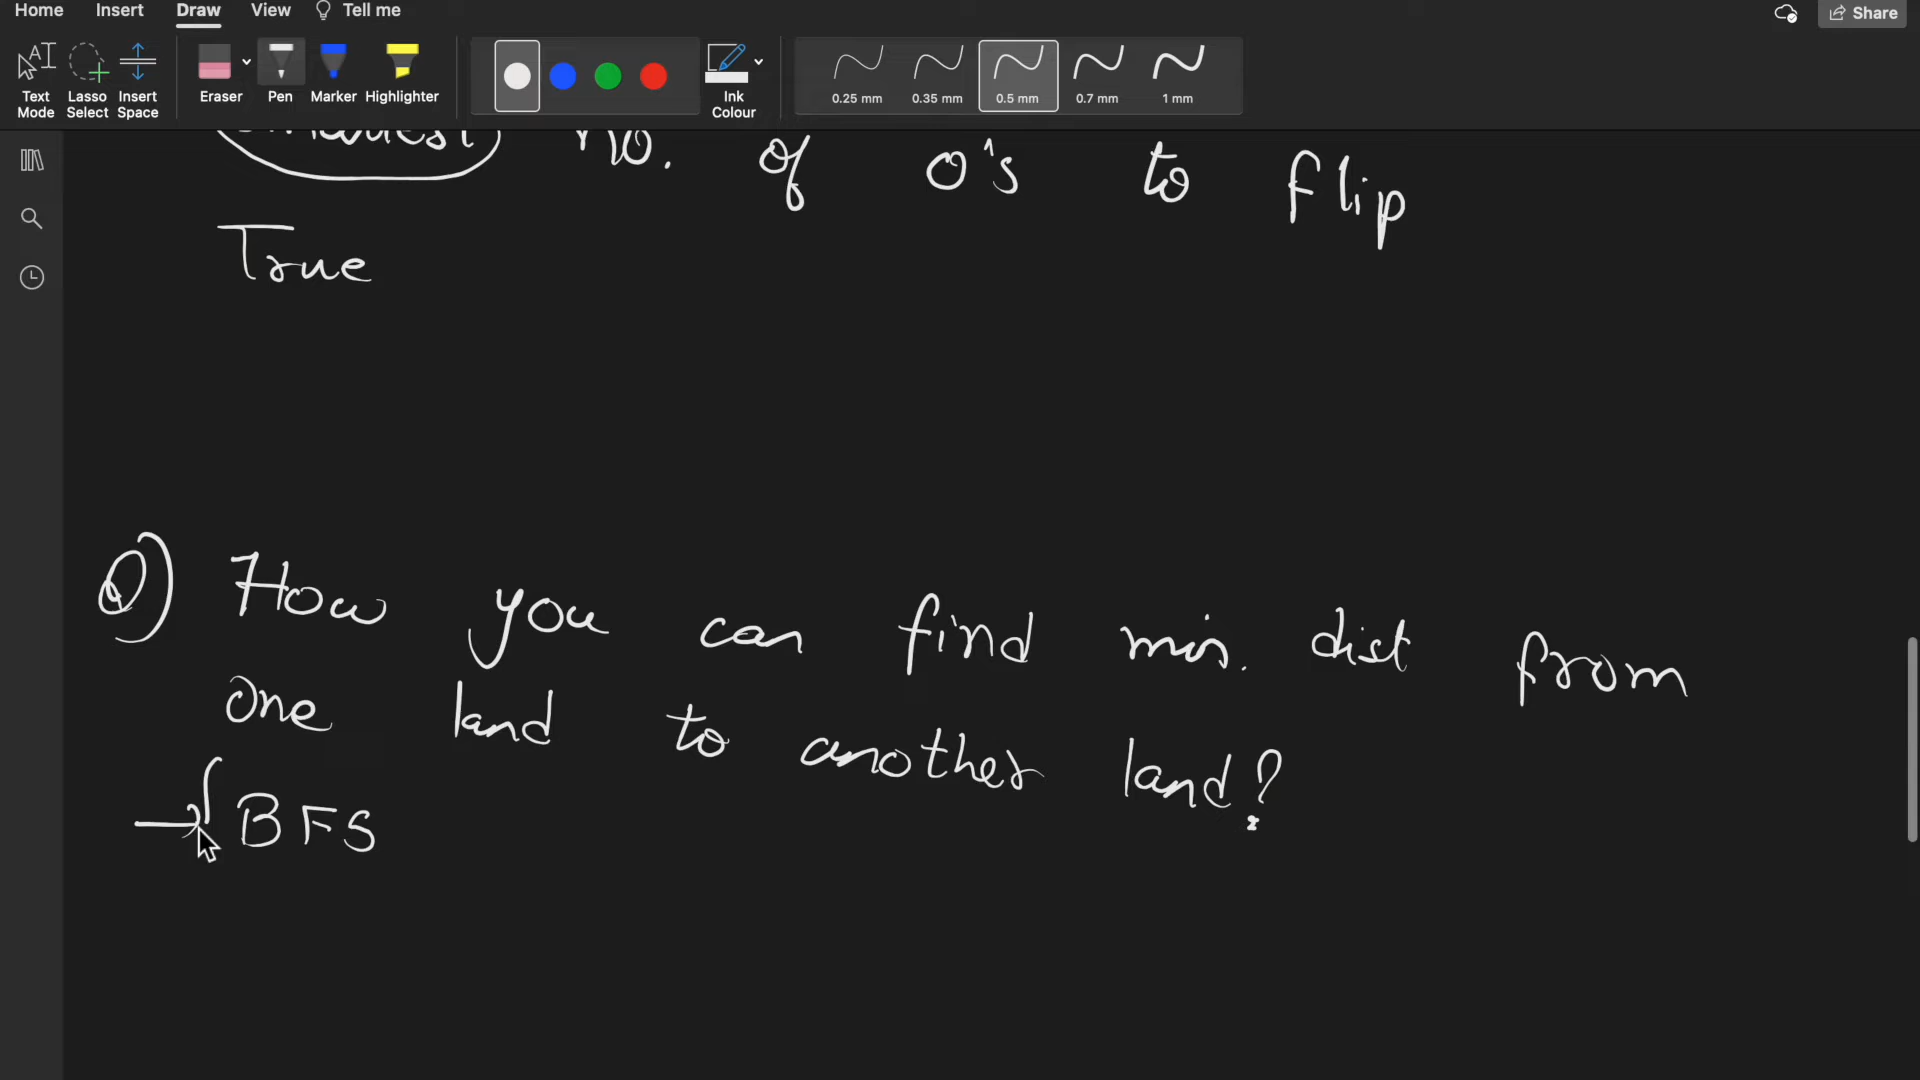 Home Insert Draw View Tell me Share
Text Mode Lasso Select Insert Space Eraser Pen Marker Highlighter Ink Colour 0.25 mm 0.35 mm 0.5 mm 0.7 mm 1 mm
no. of 0's to flip
True
Q) How you can find min. dist from
one land to another land?
→ BFS